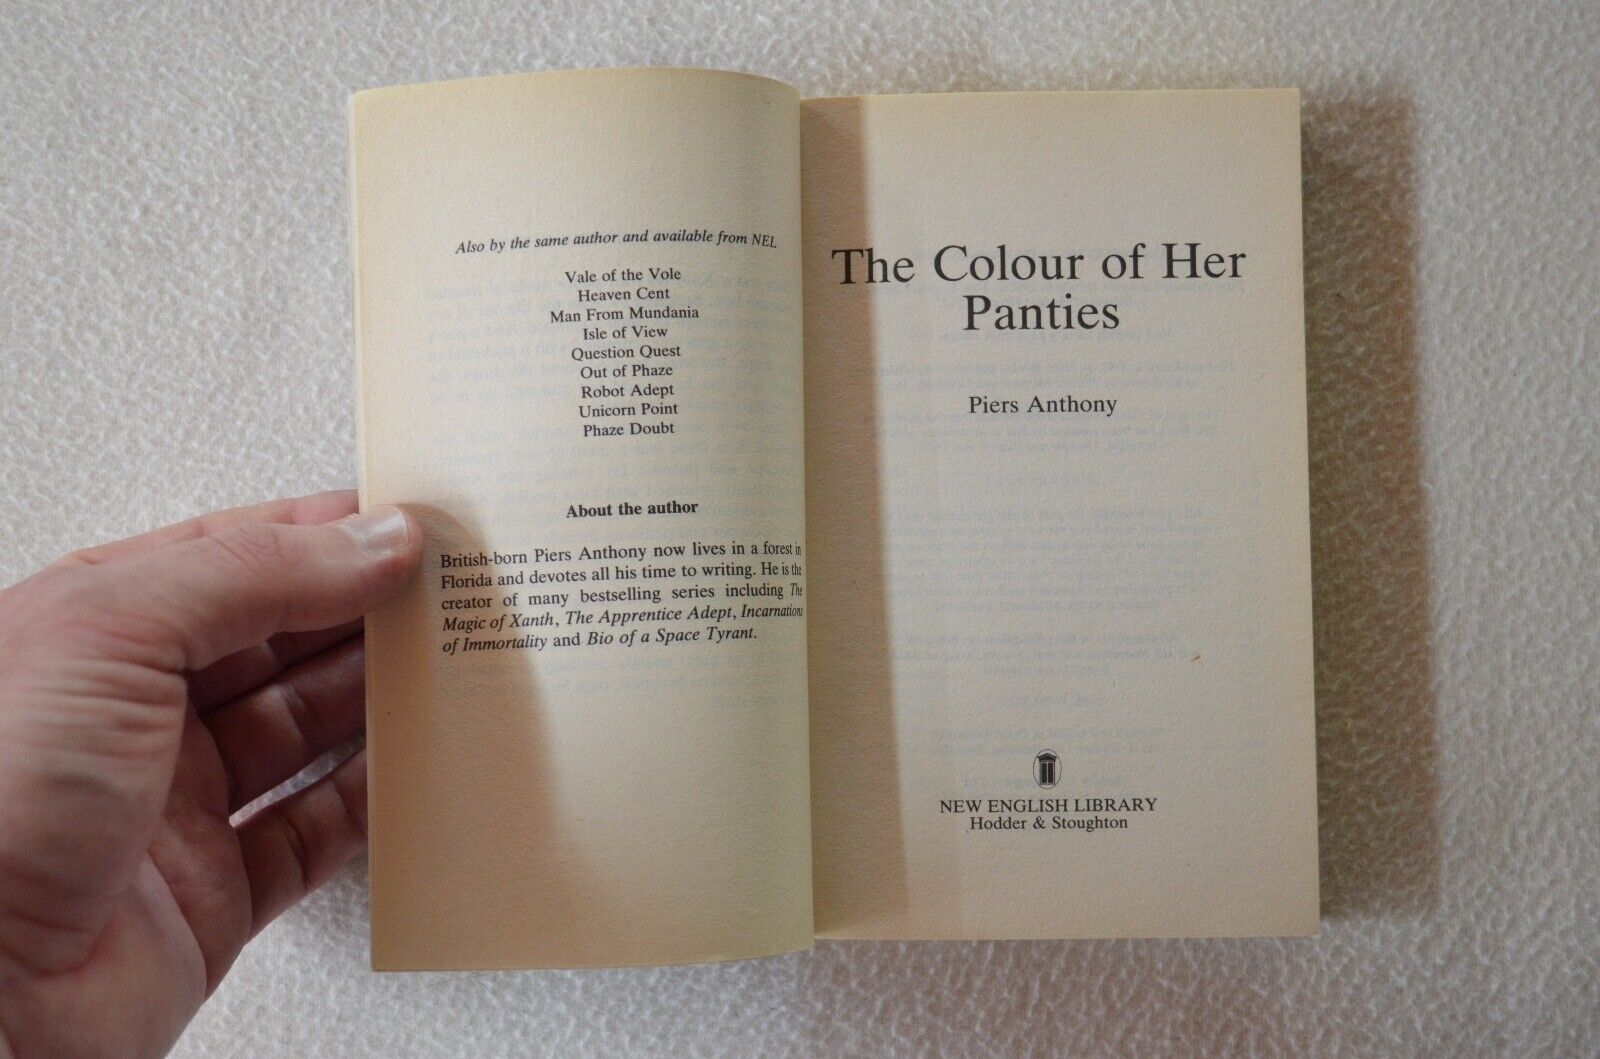 Also by the same author and available from NEL
Vale of the Vole
Heaven Cent
Man From Mundania
Isle of View
Question Quest
Out of Phaze
Robot Adept
Unicorn Point
Phaze Doubt
About the author
British-born Piers Anthony now lives in a forest in
Florida and devotes all his time to writing. He is the
creator of many bestselling series including The
Magic of Xanth, The Apprentice Adept, Incarnations
of Immortality and Bio of a Space Tyrant.
The Colour of Her
Panties
Piers Anthony
NEW ENGLISH LIBRARY
Hodder & Stoughton